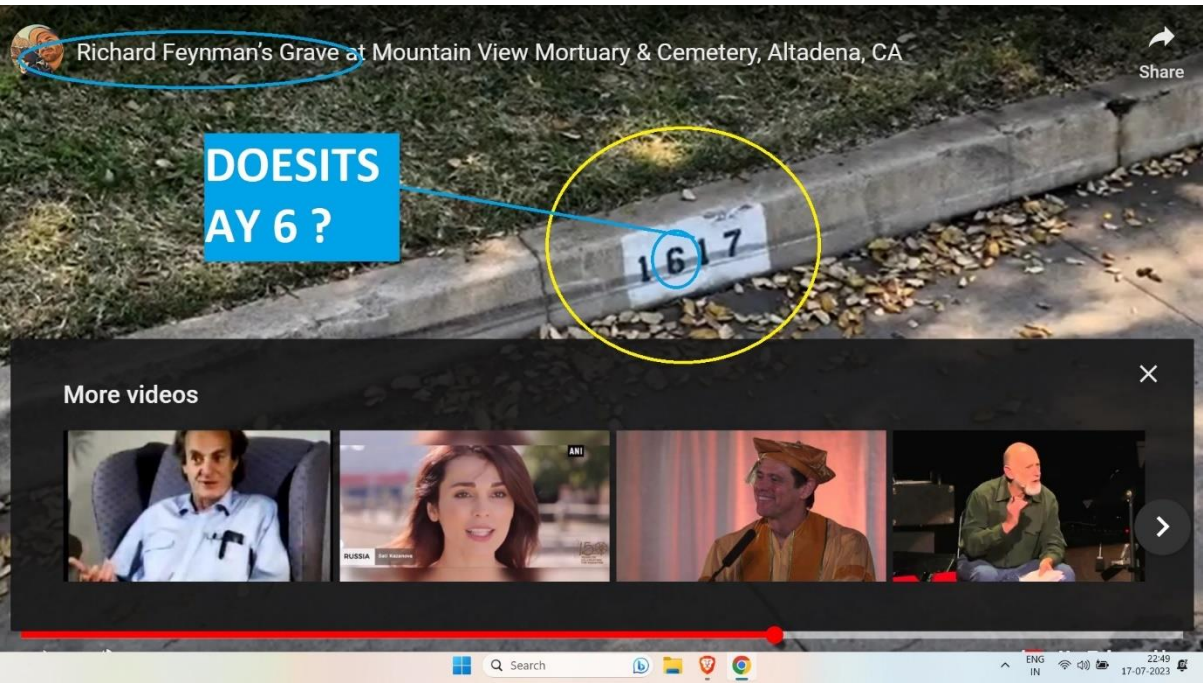 Richard Feynman's Grave at Mountain View Mortuary & Cemetery, Altadena, CA
Share
DOESITS
AY 6 ?
1617
More videos
ANI
RUSSIA
Search
ENG
IN
22:49
17-07-2023